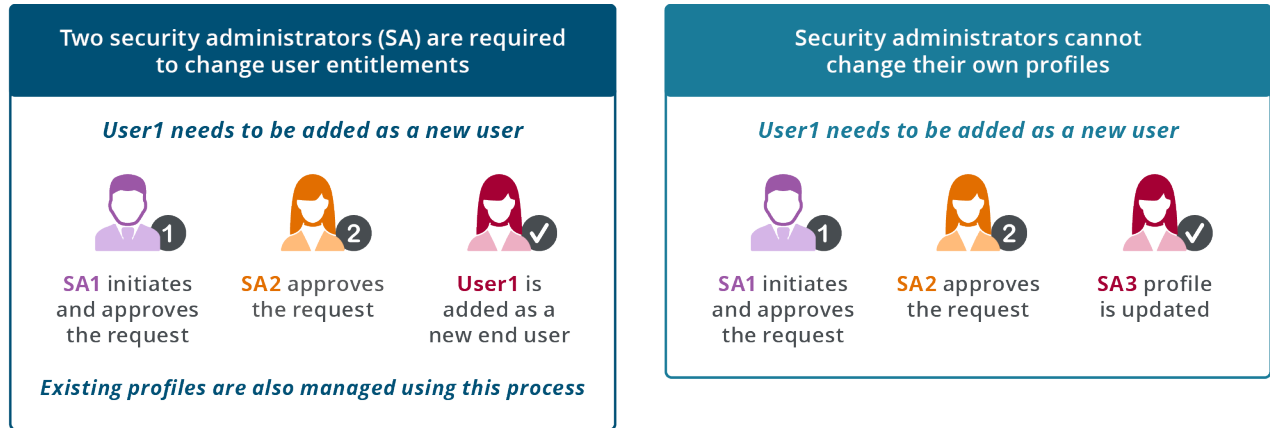 Two security administrators (SA) are required
to change user entitlements
User1 needs to be added as a new user
1
2
SA1 initiates
and approves
the request
SA2 approves
the request
User1 is
added as a
new end user
Existing profiles are also managed using this process
Security administrators cannot
change their own profiles
User1 needs to be added as a new user
1
2
SA1 initiates
and approves
the request
SA2 approves
the request
SA3 profile
is updated